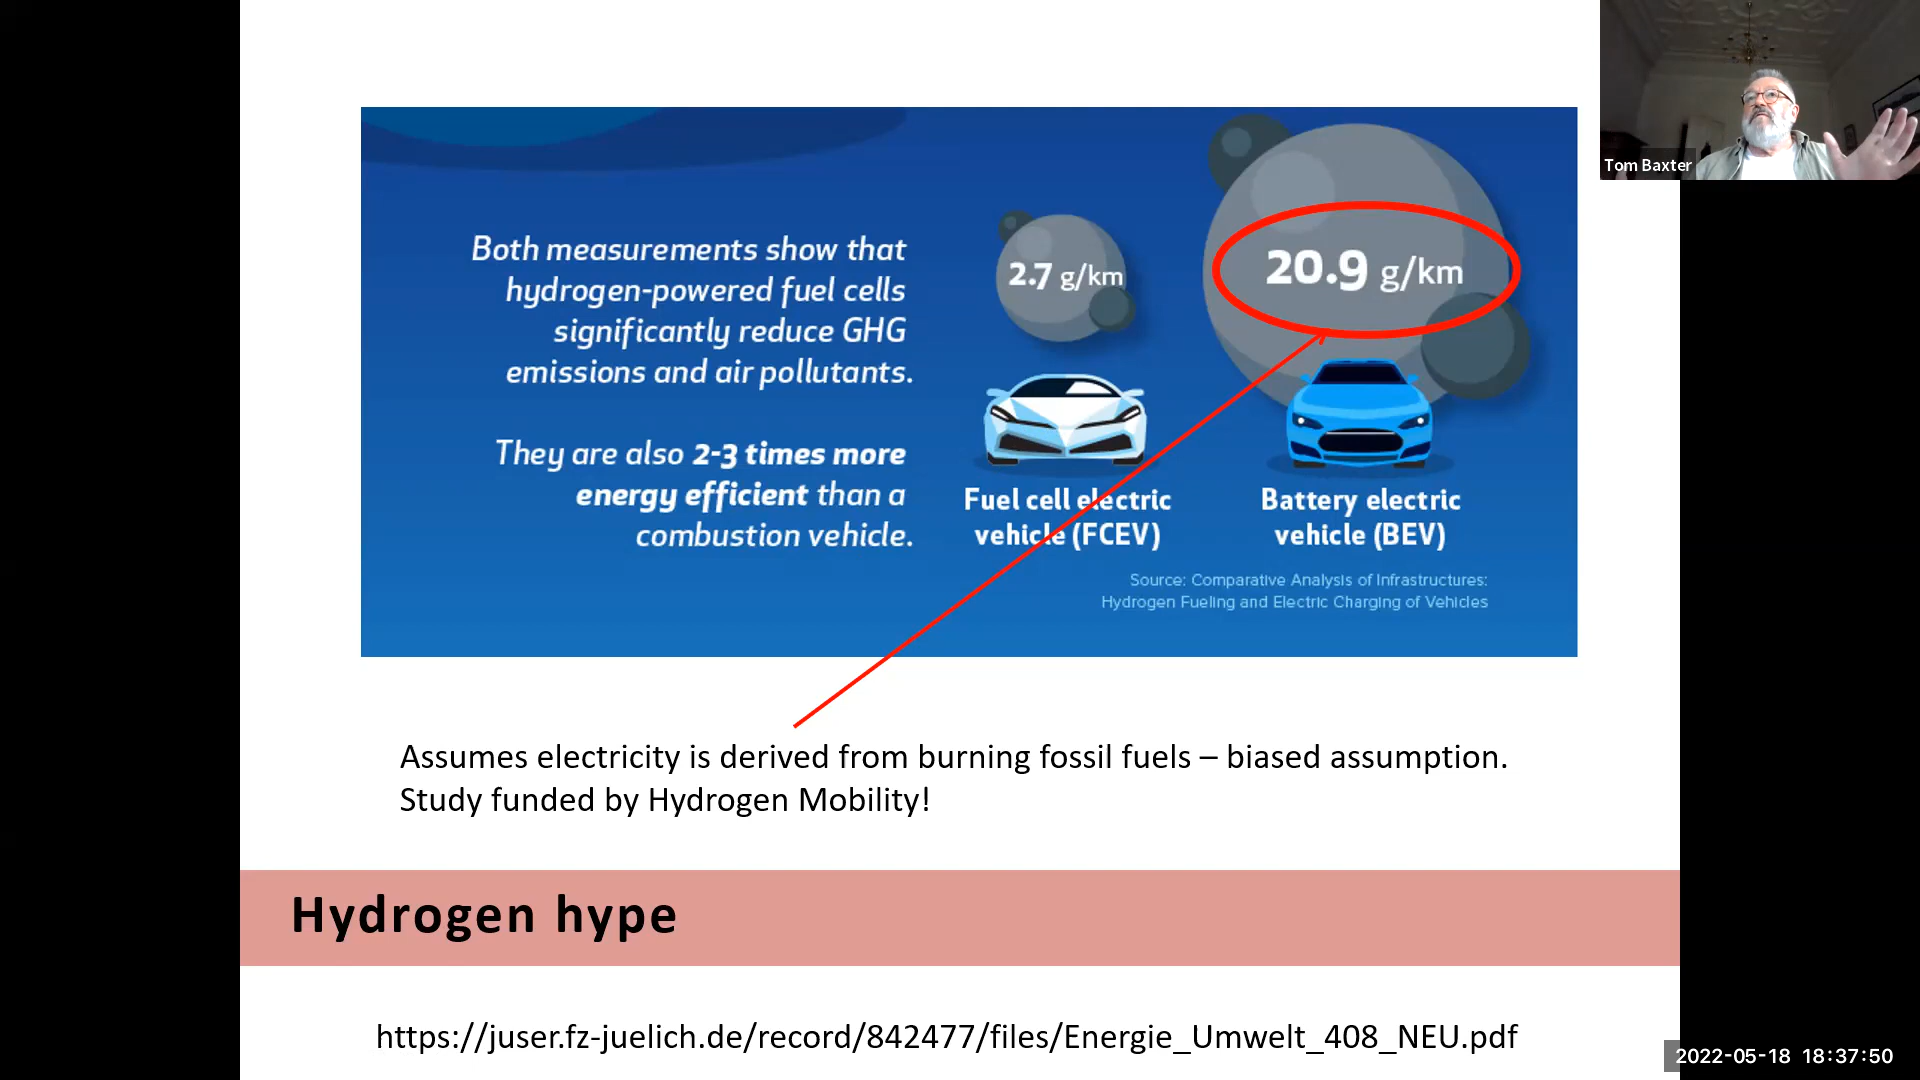 Tom Baxter
Both measurements show that
hydrogen-powered fuel cells
significantly reduce GHG
emissions and air pollutants.
They are also 2-3 times more
energy efficient than a
combustion vehicle.
2.7 g/km
20.9 g/km
Fuel cell electric
vehicle (FCEV)
Battery electric
vehicle (BEV)
Source: Comparative Analysis of Infrastructures:
Hydrogen Fueling and Electric Charging of Vehicles
Assumes electricity is derived from burning fossil fuels – biased assumption.
Study funded by Hydrogen Mobility!
Hydrogen hype
https://juser.fz-juelich.de/record/842477/files/Energie_Umwelt_408_NEU.pdf
2022-05-18 18:37:50